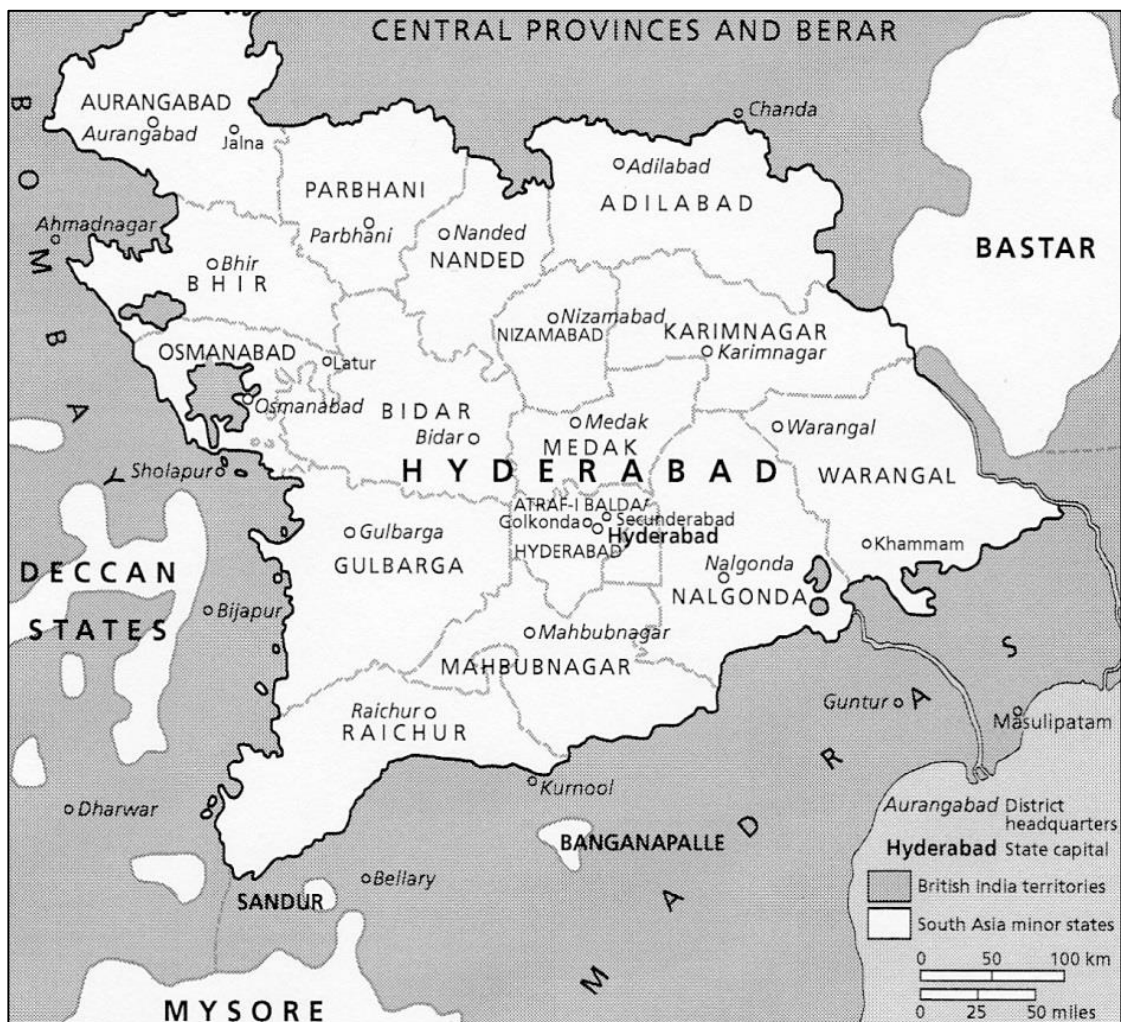 CENTRAL PROVINCES AND BERAR
BOMBAY
Chanda
AURANGABAD
Aurangabad
Jalna
Adilabad
ADILABAD
PARBHANI
Parbhani
Ahmadnagar
Nanded
NANDED
BASTAR
Bhir
BHIR
Nizamabad
NIZAMABAD
KARIMNAGAR
Karimnagar
OSMANABAD
Latur
Osmanabad
BIDAR
Bidar
Medak
MEDAK
Warangal
WARANGAL
HYDERABAD
Sholapur
ATRAF-I BALDA
Golkonda
Secunderabad
Hyderabad
HYDERABAD
Gulbarga
GULBARGA
Khammam
Nalgonda
NALGONDA
DECCAN
STATES
Bijapur
Mahbubnagar
MAHBUBNAGAR
Raichur
RAICHUR
Guntur
Masulipatam
MADRAS
Kurnool
Dharwar
BANGANAPALLE
Bellary
SANDUR
MYSORE
Aurangabad District
headquarters
Hyderabad State capital
British India territories
South Asia minor states
0 50 100 km
0 25 50 miles